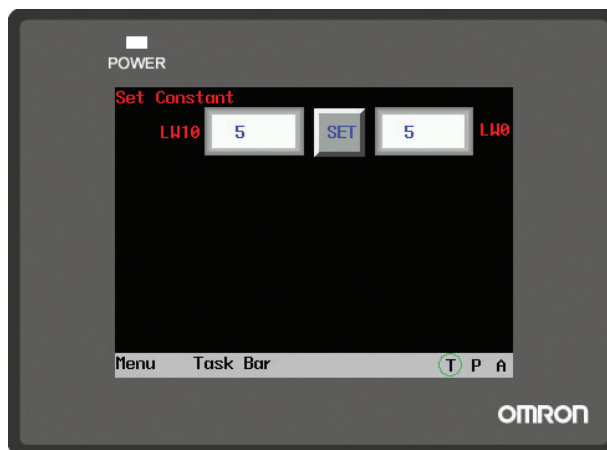 POWER
Set Constant
LW10 5 SET 5 LW0
Menu Task Bar T P A
OMRON